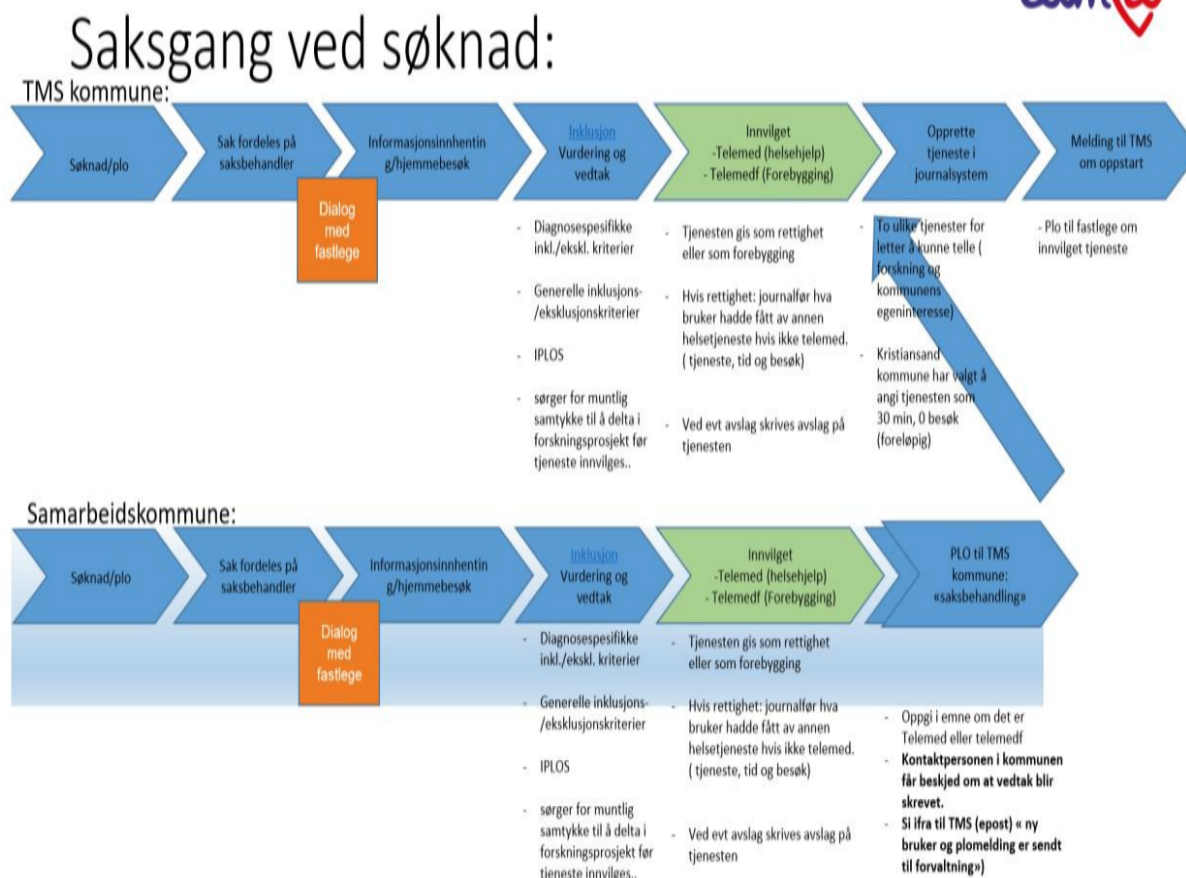 Saksgang ved søknad:
TMS kommune:
Søknad/plo
Sak fordeles på
saksbehandler
Dialog
med
fastlege
Informasjonsinnhentin
g/hjemmebesøk
Inklusjon
Vurdering og
vedtak
Innvilget
-Telemed (helsehjelp)
- Telemedf (Forebygging)
Opprette
tjeneste i
journalsystem
Melding til TMS
om oppstart
- Diagnosespesifikke
inkl./ekskl. kriterier
- Generelle inklusjons-
/eksklusjonskriterier
- IPLOS
- sørger for muntlig
samtykke til å delta i
forskningsprosjekt før
tjeneste innvilges..
- Tjenesten gis som rettighet
eller som forebygging
- Hvis rettighet: journalfør hva
bruker hadde fått av annen
helsetjeneste hvis ikke telemed.
( tjeneste, tid og besøk)
- Ved evt avslag skrives avslag på
tjenesten
- To ulike tjenester for
letter å kunne telle (
forskning og
kommunens
egeninteresse)
- Kristiansand
kommune har valgt å
angi tjenesten som
30 min, 0 besøk
(foreløpig)
- Plo til fastlege om
innvilget tjeneste
Samarbeidskommune:
Søknad/plo
Sak fordeles på
saksbehandler
Dialog
med
fastlege
Informasjonsinnhentin
g/hjemmebesøk
Inklusjon
Vurdering og
vedtak
Innvilget
-Telemed (helsehjelp)
- Telemedf (Forebygging)
PLO til TMS
kommune:
«saksbehandling»
- Diagnosespesifikke
inkl./ekskl. kriterier
- Generelle inklusjons-
/eksklusjonskriterier
- IPLOS
- sørger for muntlig
samtykke til å delta i
forskningsprosjekt før
tjeneste innvilges..
- Tjenesten gis som rettighet
eller som forebygging
- Hvis rettighet: journalfør hva
bruker hadde fått av annen
helsetjeneste hvis ikke telemed.
( tjeneste, tid og besøk)
- Ved evt avslag skrives avslag på
tjenesten
- Oppgi i emne om det er
Telemed eller telemedf
- Kontaktpersonen i kommunen
får beskjed om at vedtak blir
skrevet.
- Si ifra til TMS (epost) « ny
bruker og plomelding er sendt
til forvaltning»)